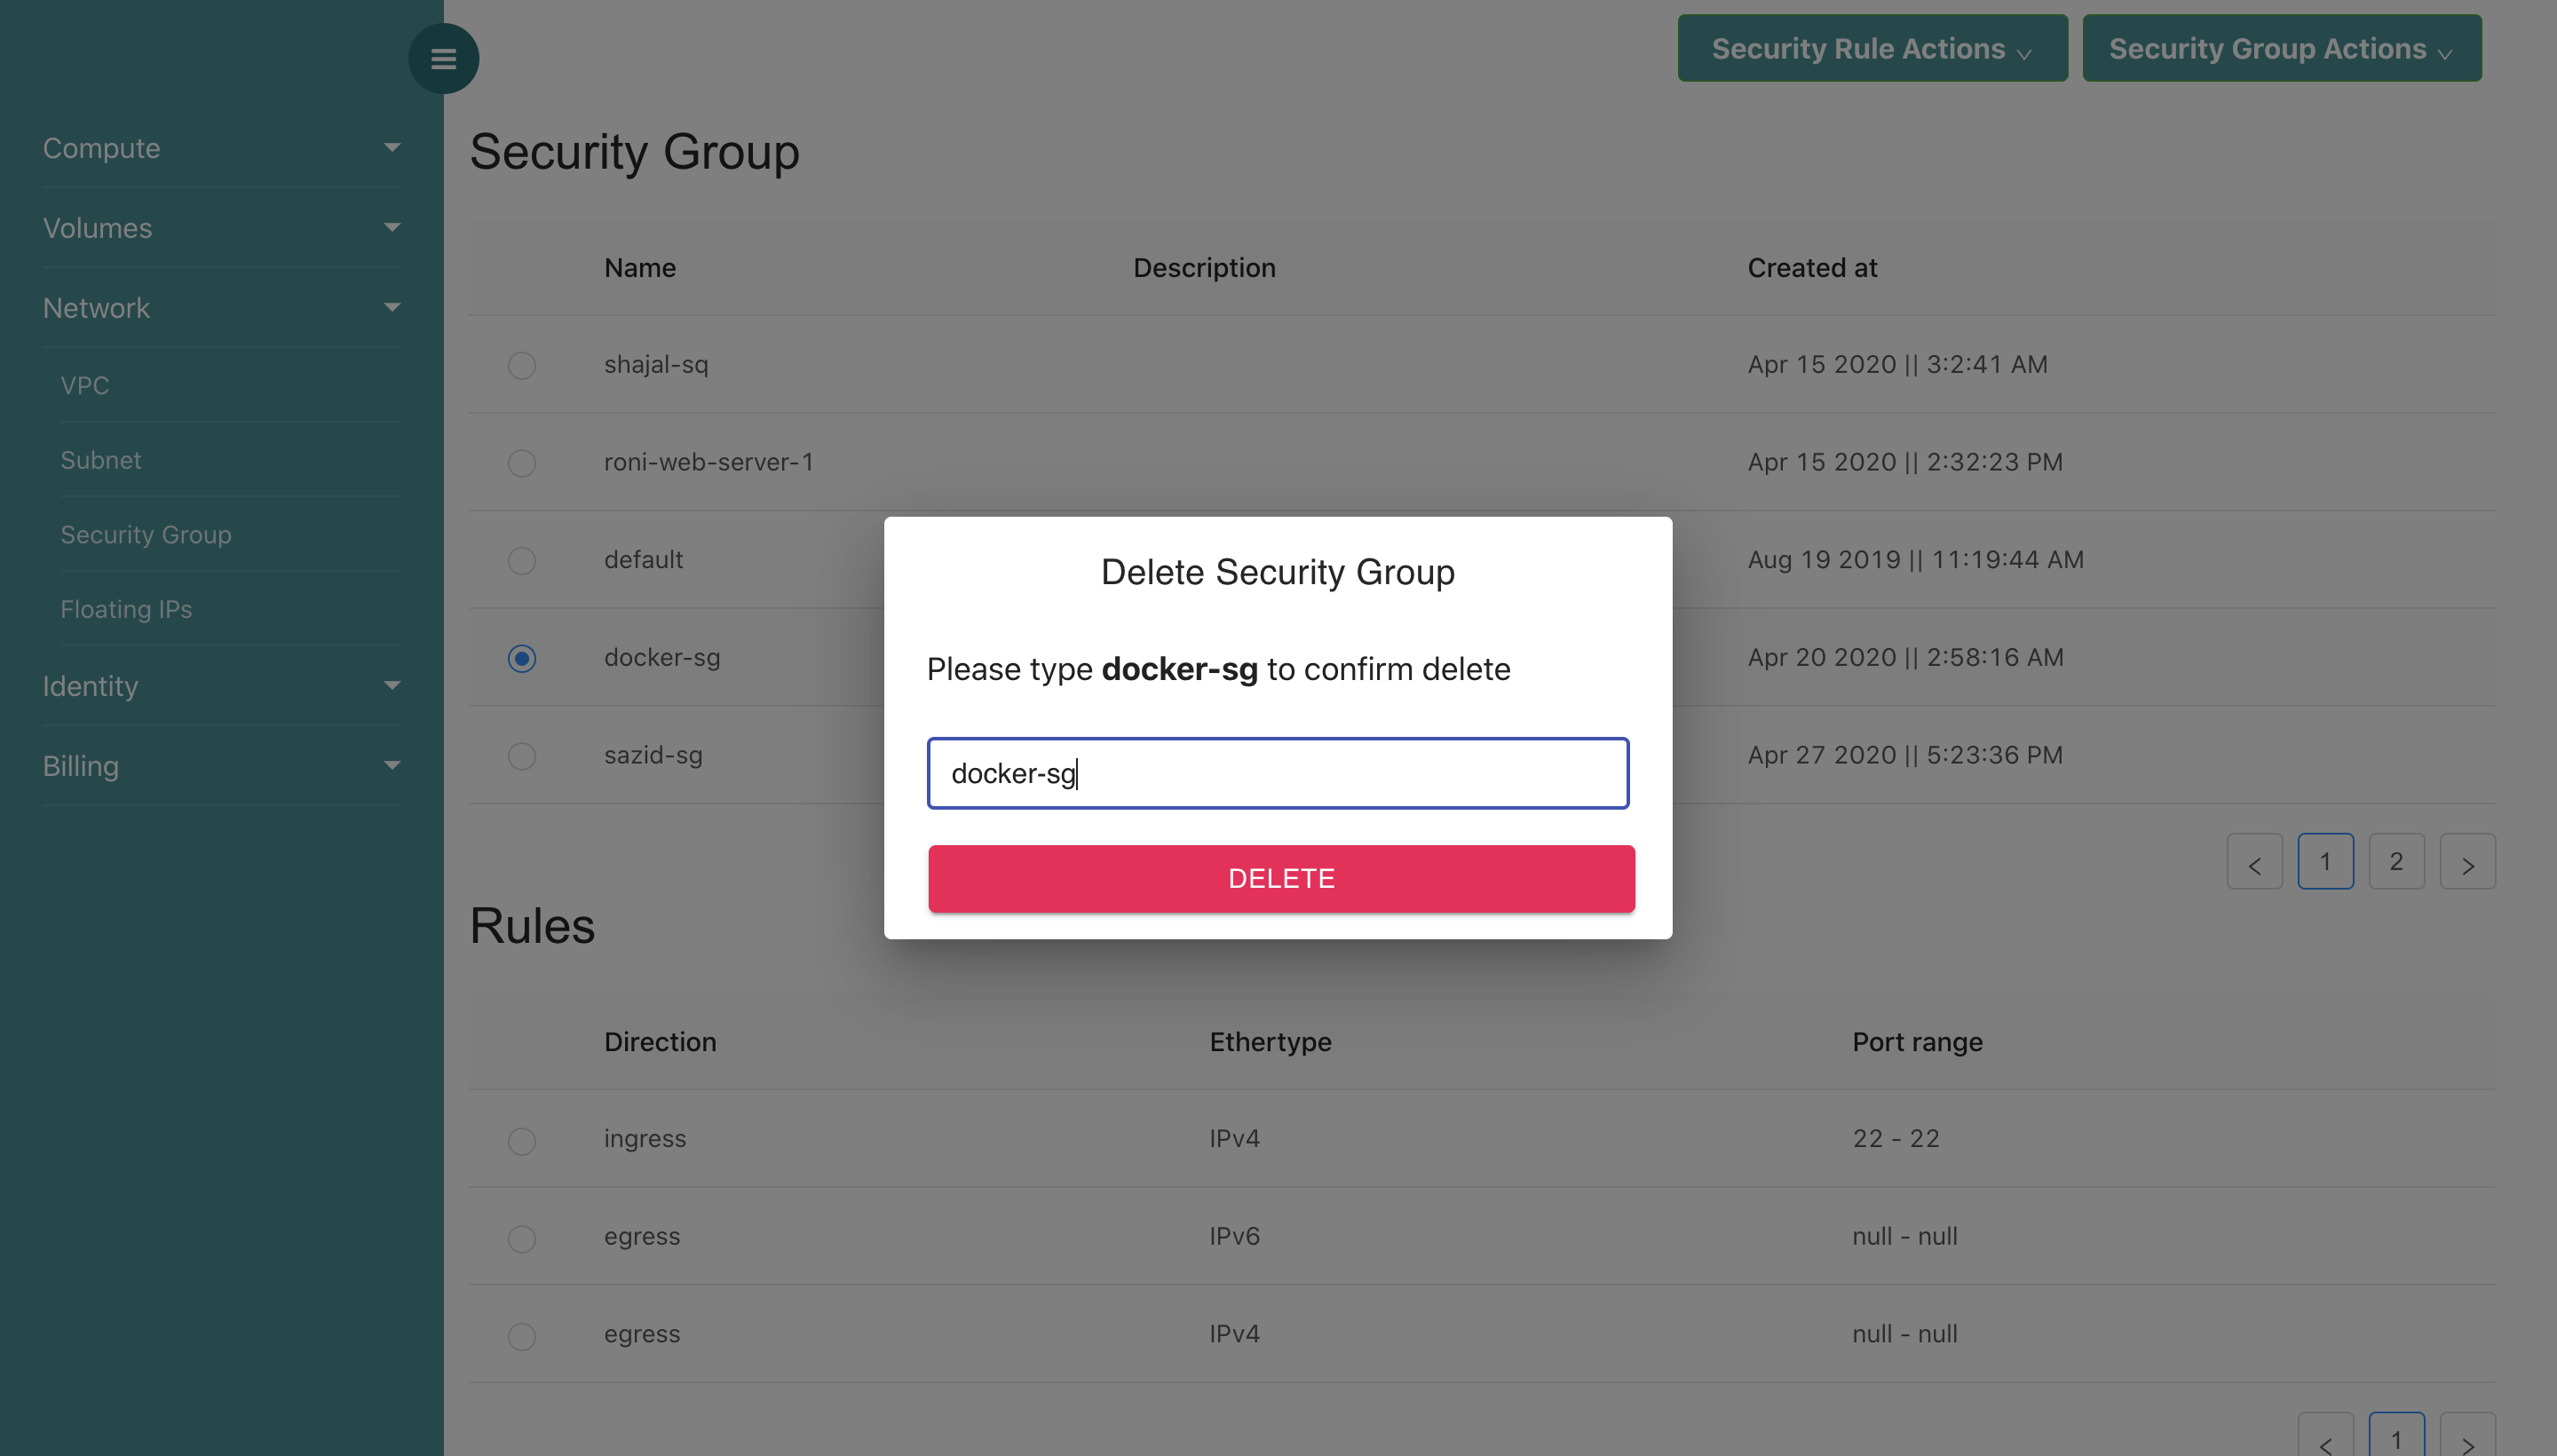 Security Rule Actions
Security Group Actions
Compute
Volumes
Network
VPC
Subnet
Security Group
Floating IPs
Identity
Billing
Security Group
Name Description Created at
shajal-sq Apr 15 2020 || 3:2:41 AM
roni-web-server-1 Apr 15 2020 || 2:32:23 PM
default Aug 19 2019 || 11:19:44 AM
docker-sg Apr 20 2020 || 2:58:16 AM
sazid-sg Apr 27 2020 || 5:23:36 PM
< 1 2 >
Delete Security Group
Please type docker-sg to confirm delete
docker-sg
DELETE
Rules
Direction Ethertype Port range
ingress IPv4 22 - 22
egress IPv6 null - null
egress IPv4 null - null
< 1 >